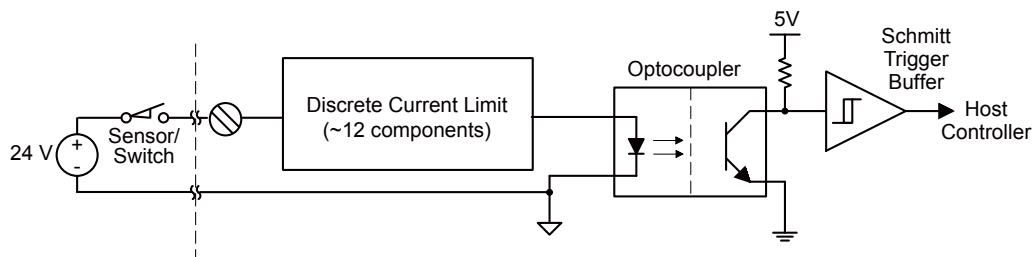 24 V
+
-
Sensor/
Switch
Discrete Current Limit
(~12 components)
Optocoupler
5V
Schmitt
Trigger
Buffer
Host
Controller